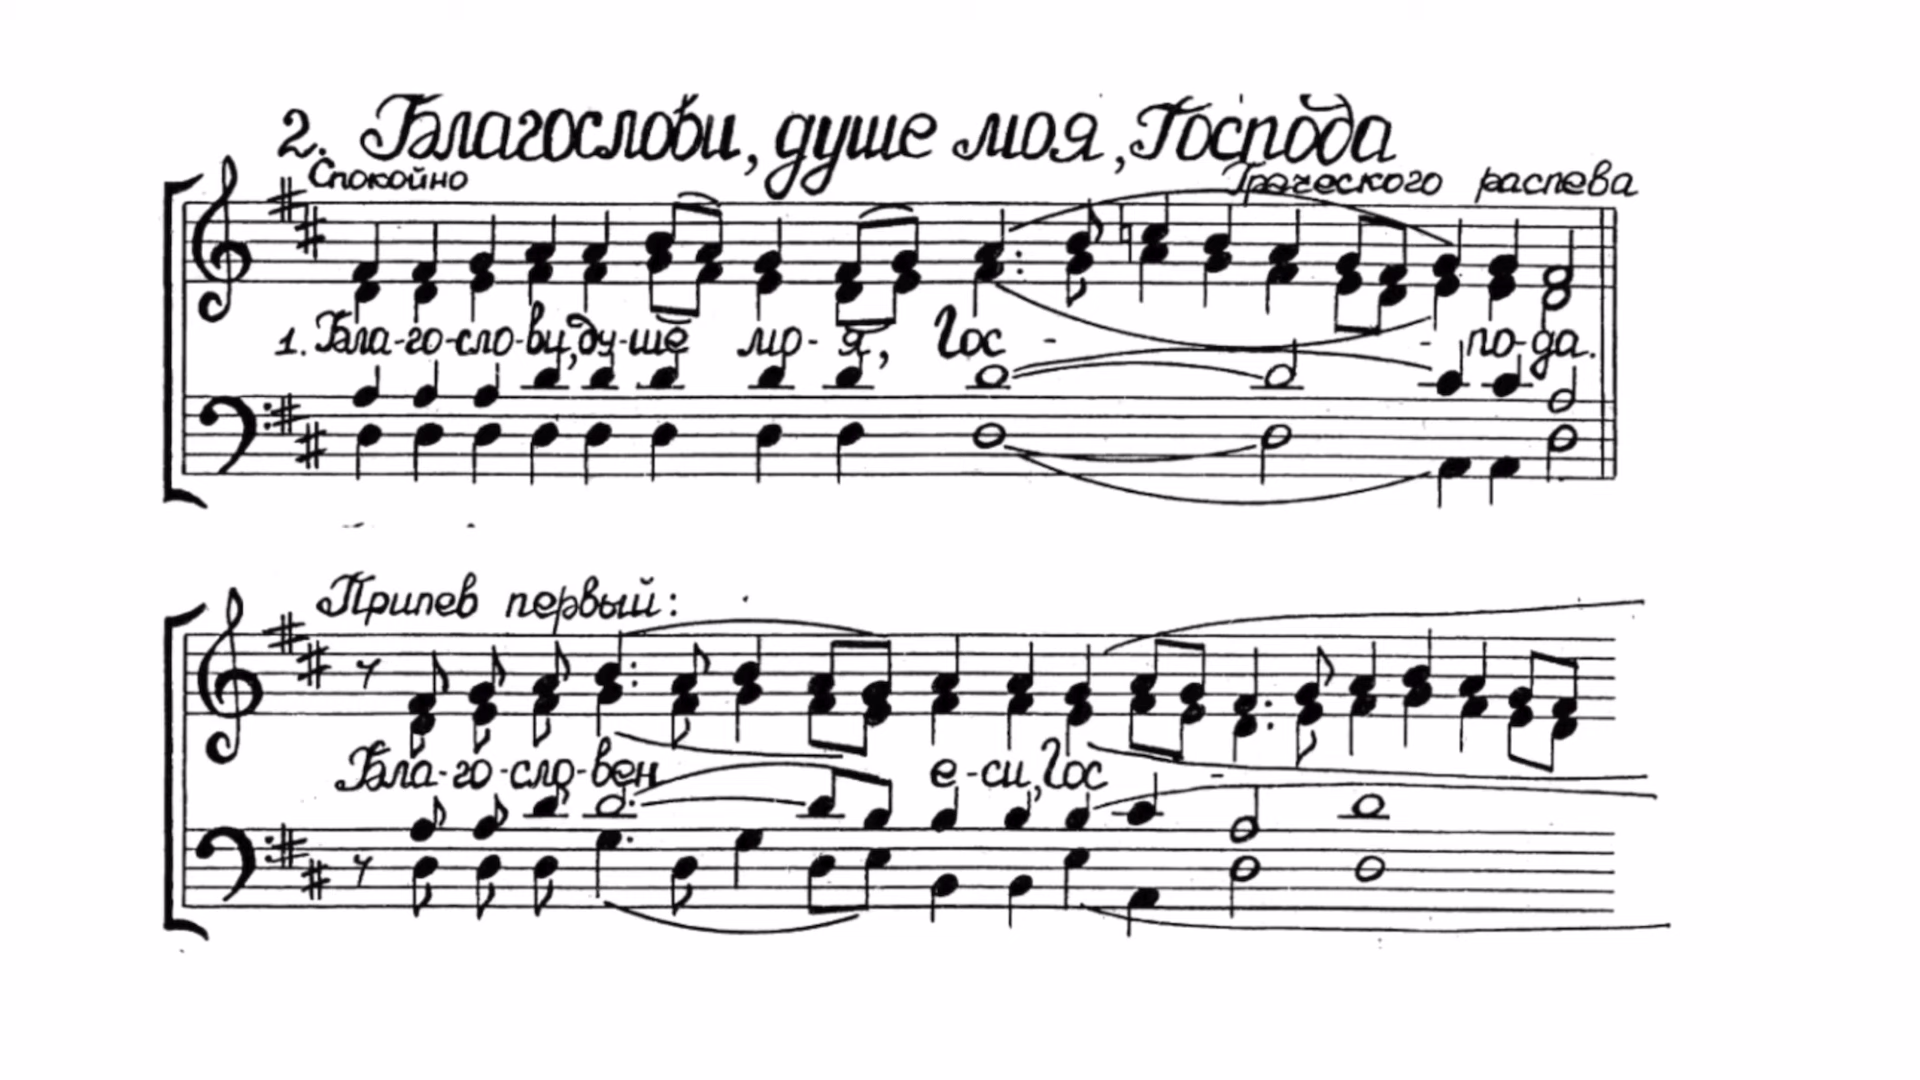 2. Благослови, душе моя, Господа
Спокойно
Греческого распева
1. Бла-го-сло-ви, ду-ше мо-я, Гос - - по-да.
Припев первый:
Бла-го-сло-вен е-си, Гос -